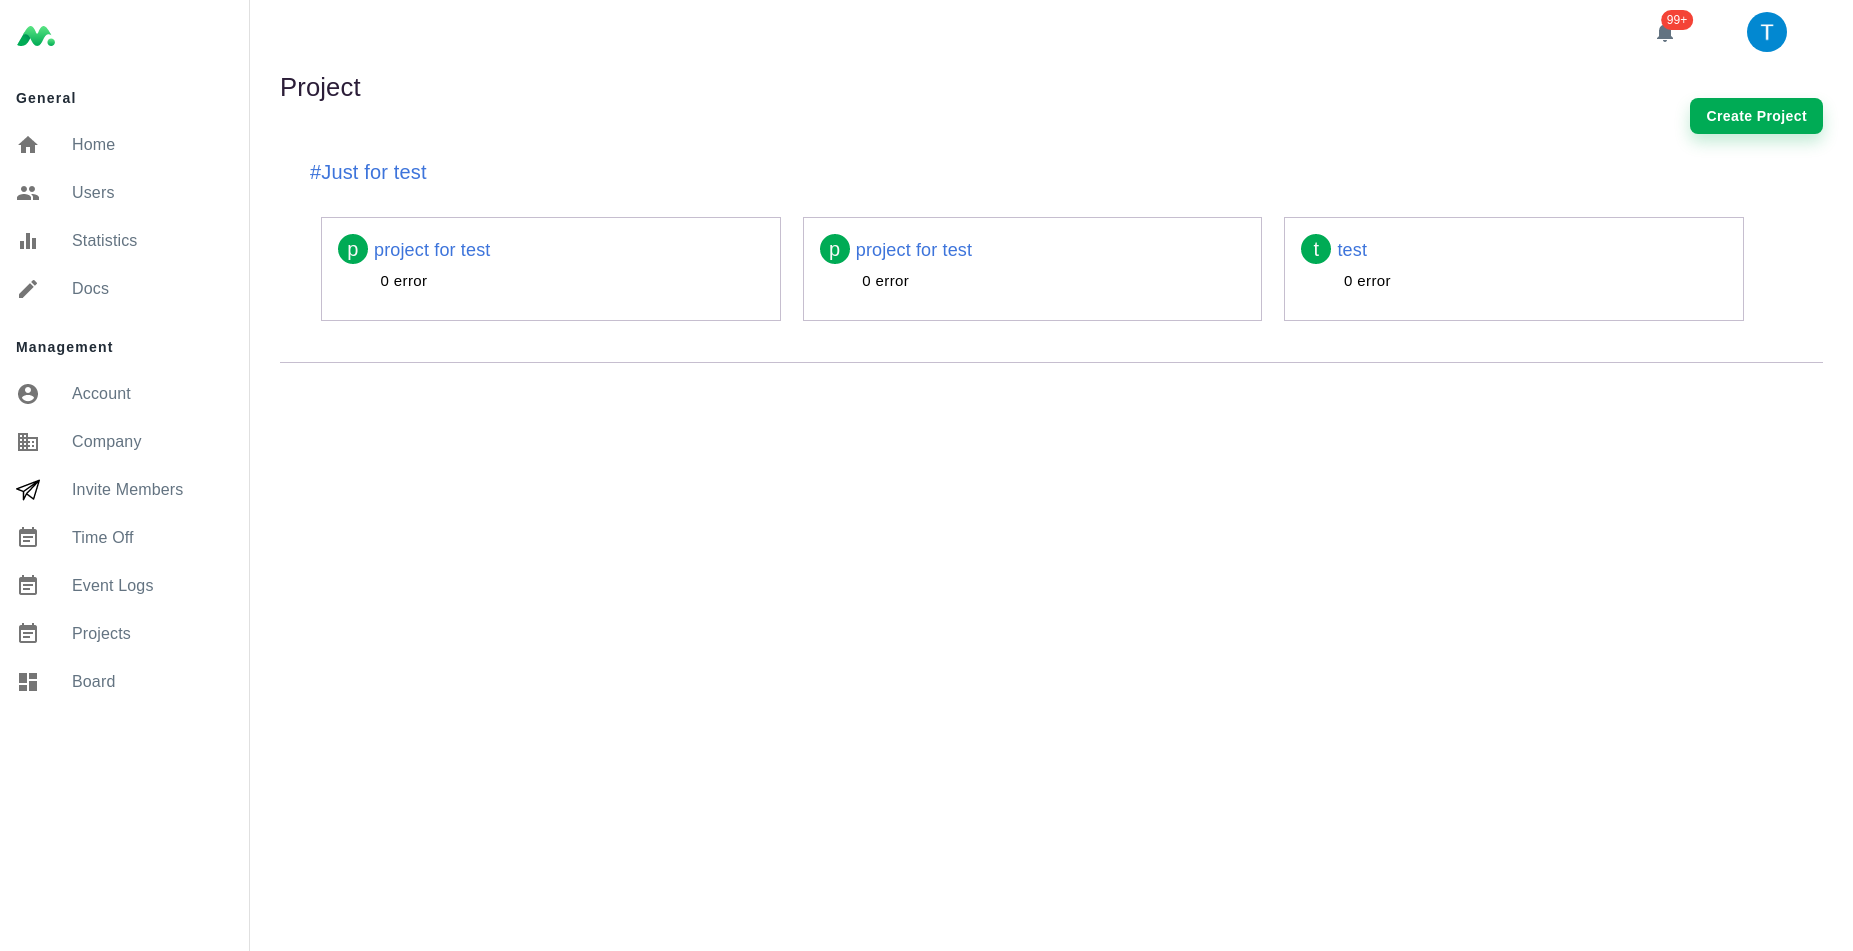 99+
T
General
Home
Users
Statistics
Docs
Management
Account
Company
Invite Members
Time Off
Event Logs
Projects
Board
Project
Create Project
#Just for test
p project for test
0 error
p project for test
0 error
t test
0 error